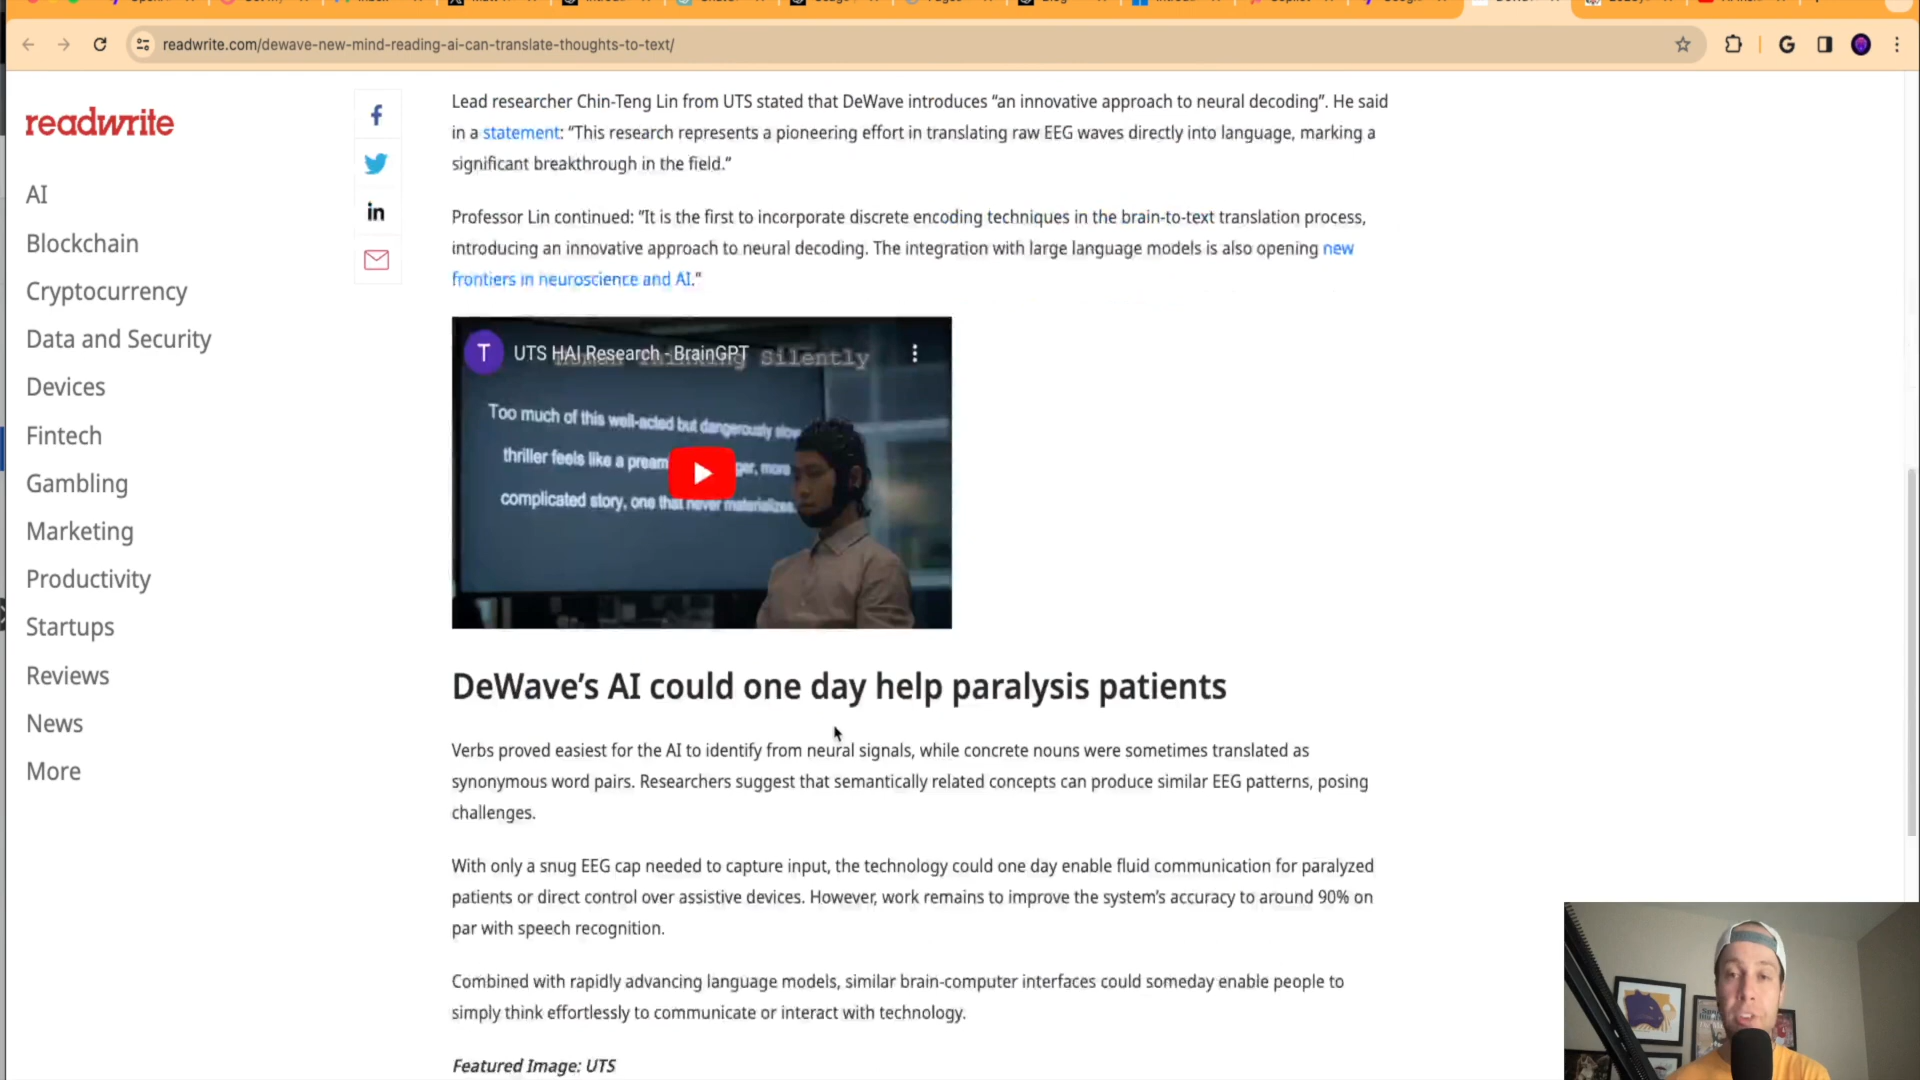 readwrite.com/dewave-new-mind-reading-ai-can-translate-thoughts-to-text/
readwrite
AI
Blockchain
Cryptocurrency
Data and Security
Devices
Fintech
Gambling
Marketing
Productivity
Startups
Reviews
News
More
Lead researcher Chin-Teng Lin from UTS stated that DeWave introduces “an innovative approach to neural decoding”. He said
in a statement: “This research represents a pioneering effort in translating raw EEG waves directly into language, marking a
significant breakthrough in the field.”
Professor Lin continued: “It is the first to incorporate discrete encoding techniques in the brain-to-text translation process,
introducing an innovative approach to neural decoding. The integration with large language models is also opening new
frontiers in neuroscience and AI.“
T
UTS HAI Research - BrainGPT
Human Thinking Silently
Too much of this well-acted but dangerously slow
thriller feels like a
complicated story, one that never materializes.
DeWave’s AI could one day help paralysis patients
Verbs proved easiest for the AI to identify from neural signals, while concrete nouns were sometimes translated as
synonymous word pairs. Researchers suggest that semantically related concepts can produce similar EEG patterns, posing
challenges.
With only a snug EEG cap needed to capture input, the technology could one day enable fluid communication for paralyzed
patients or direct control over assistive devices. However, work remains to improve the system’s accuracy to around 90% on
par with speech recognition.
Combined with rapidly advancing language models, similar brain-computer interfaces could someday enable people to
simply think effortlessly to communicate or interact with technology.
Featured Image: UTS